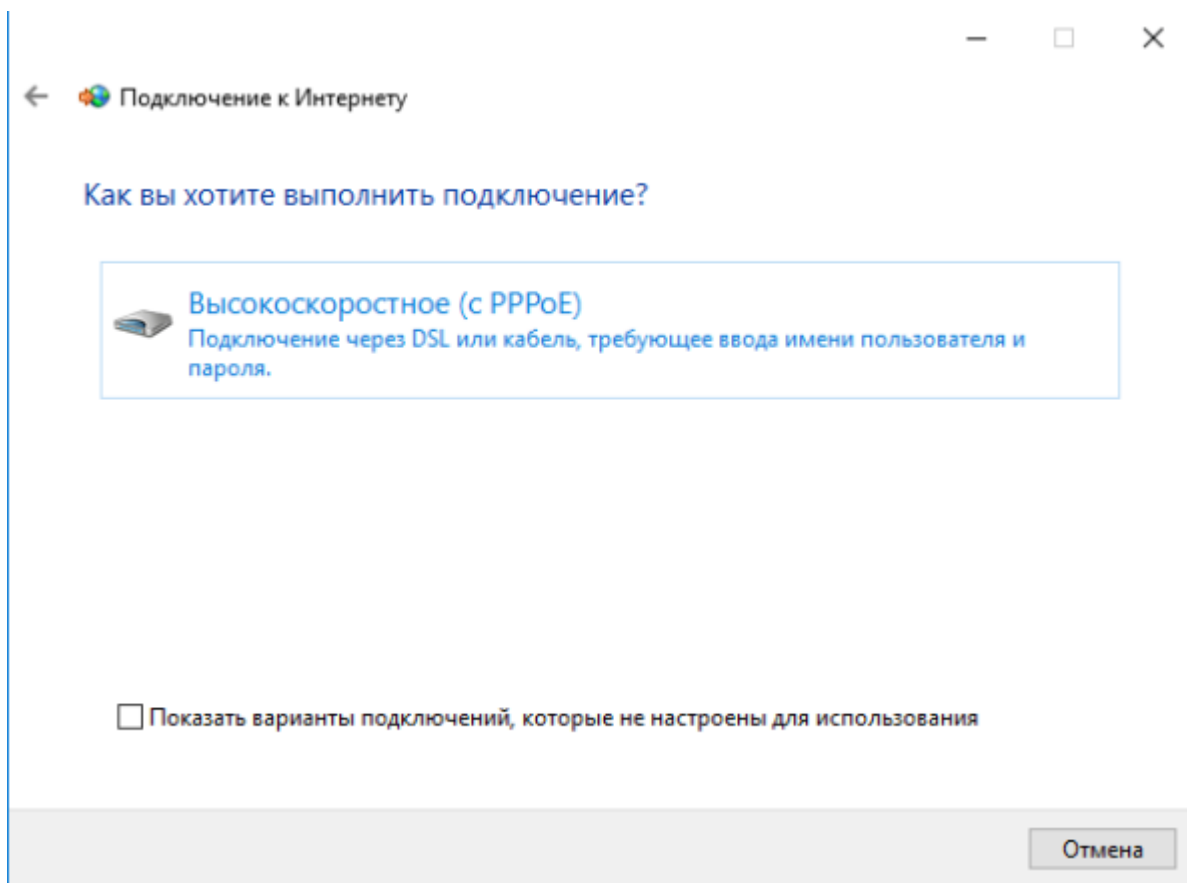 Подключение к Интернету
Как вы хотите выполнить подключение?
Высокоскоростное (с PPPoE)
Подключение через DSL или кабель, требующее ввода имени пользователя и
пароля.
Показать варианты подключений, которые не настроены для использования
Отмена